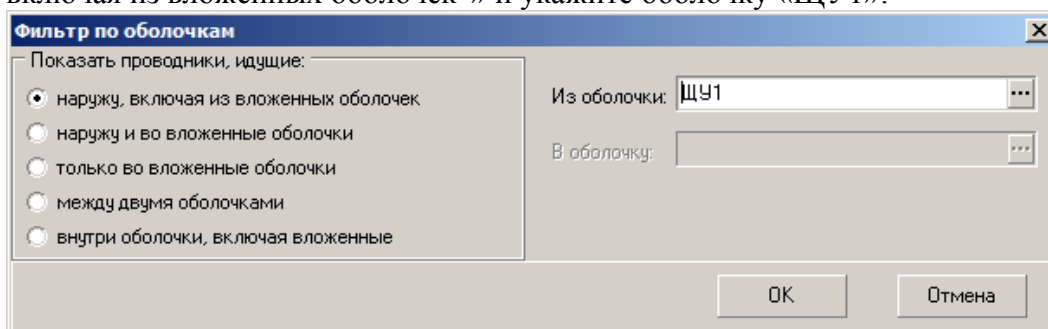 включая из вложенных оболочек » и укажите оболочку «ЩУ1».
Фильтр по оболочкам
Показать проводники, идущие:
наружу, включая из вложенных оболочек
наружу и во вложенные оболочки
только во вложенные оболочки
между двумя оболочками
внутри оболочки, включая вложенные
Из оболочки: ЩУ1 ...
В оболочку: ...
OK Отмена